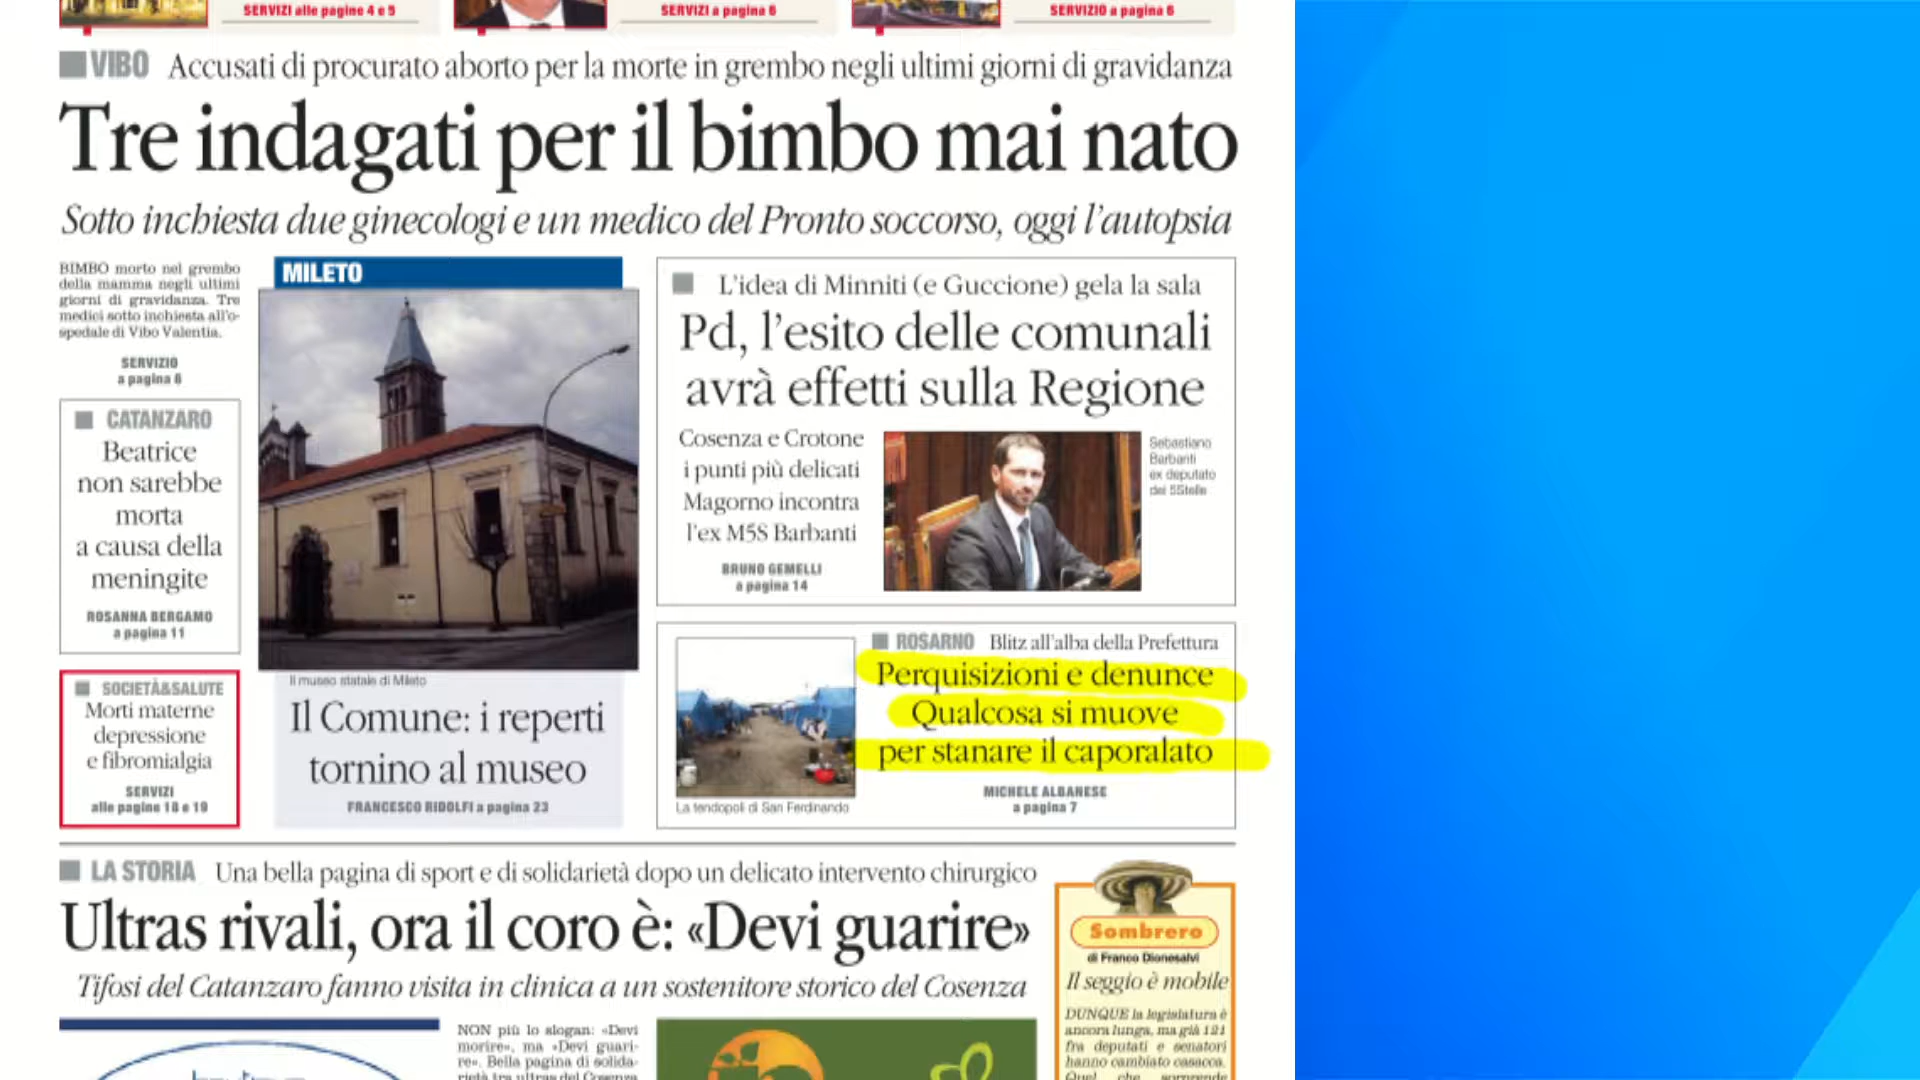 SERVIZI alle pagine 4 e 5
SERVIZI a pagina 6
SERVIZIO a pagina 6
VIBO Accusati di procurato aborto per la morte in grembo negli ultimi giorni di gravidanza
Tre indagati per il bimbo mai nato
Sotto inchiesta due ginecologi e un medico del Pronto soccorso, oggi l'autopsia
BIMBO morto nel grembo
della mamma negli ultimi
giorni di gravidanza. Tre
medici sotto inchiesta all'o-
spedale di Vibo Valentia.
SERVIZIO
a pagina 6
CATANZARO
Beatrice
non sarebbe
morta
a causa della
meningite
ROSANNA BERGAMO
a pagina 11
SOCIETÀ&SALUTE
Morti materne
depressione
e fibromialgia
SERVIZI
alle pagine 18 e 19
MILETO
Il museo statale di Mileto
Il Comune: i reperti
tornino al museo
FRANCESCO RIDOLFI a pagina 23
L'idea di Minniti (e Guccione) gela la sala
Pd, l'esito delle comunali
avrà effetti sulla Regione
Cosenza e Crotone
i punti più delicati
Magorno incontra
l'ex M5S Barbanti
BRUNO GEMELLI
a pagina 14
Sebastiano
Barbanti
ex deputato
dei 5Stelle
ROSARNO Blitz all'alba della Prefettura
Perquisizioni e denunce
Qualcosa si muove
per stanare il caporalato
MICHELE ALBANESE
a pagina 7
La tendopoli di San Ferdinando
LA STORIA Una bella pagina di sport e di solidarietà dopo un delicato intervento chirurgico
Ultras rivali, ora il coro è: «Devi guarire»
Tifosi del Catanzaro fanno visita in clinica a un sostenitore storico del Cosenza
NON più lo slogan: «Devi
morire», ma «Devi guari-
re». Bella pagina di solida-
rietà tra ultras del Cosenza
Sombrero
di Franco Dionesalvi
Il seggio è mobile
DUNQUE la legislatura è
ancora lunga, ma già 121
fra deputati e senatori
hanno cambiato casacca.
Quel che sorprende